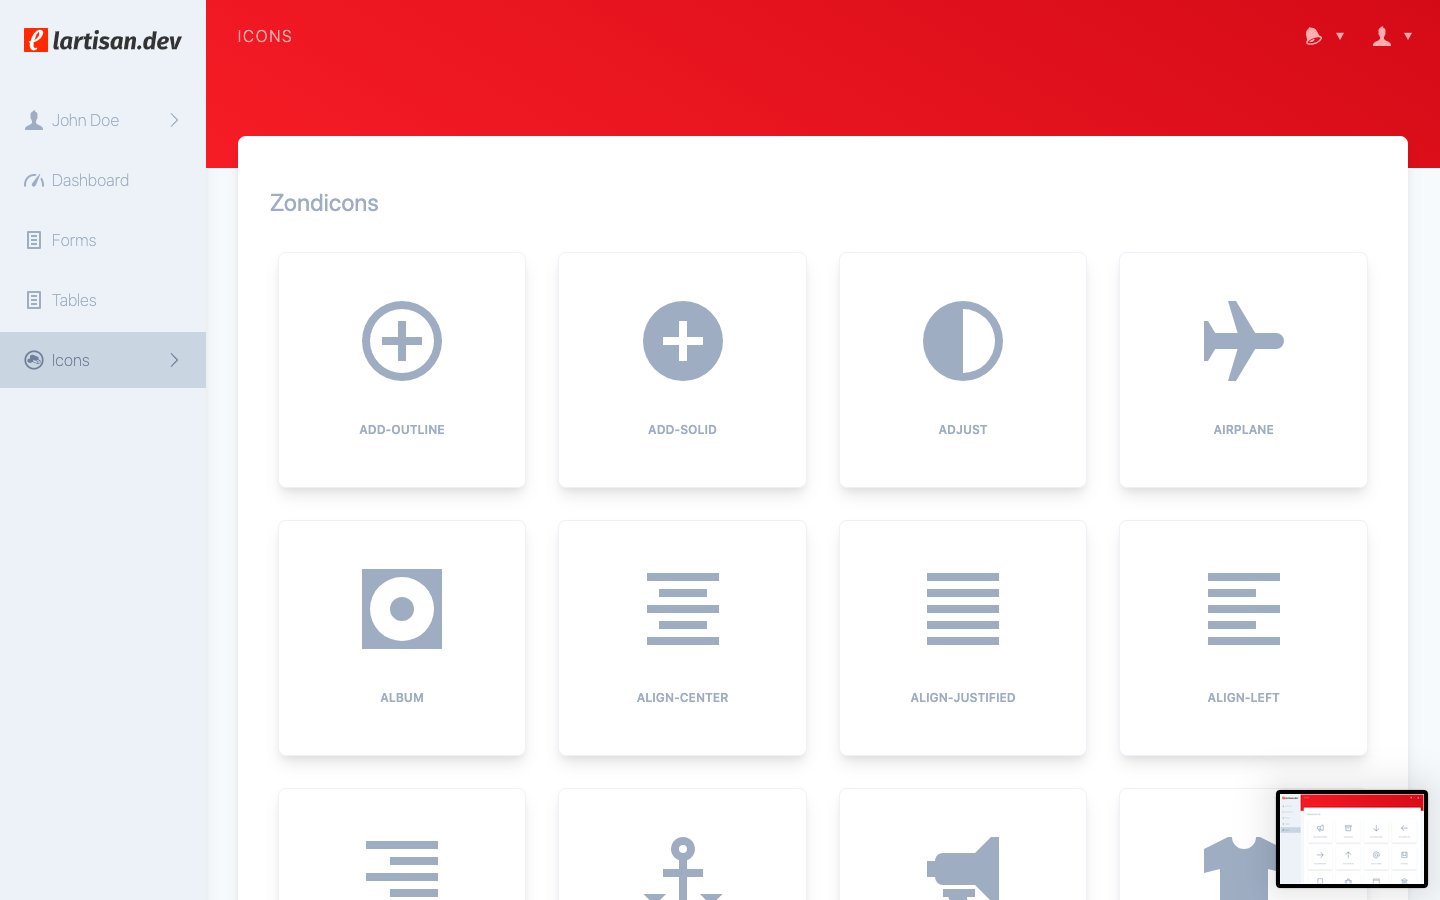 lartisan.dev
ICONS
John Doe
Dashboard
Forms
Tables
Icons
Zondicons
ADD-OUTLINE
ADD-SOLID
ADJUST
AIRPLANE
ALBUM
ALIGN-CENTER
ALIGN-JUSTIFIED
ALIGN-LEFT